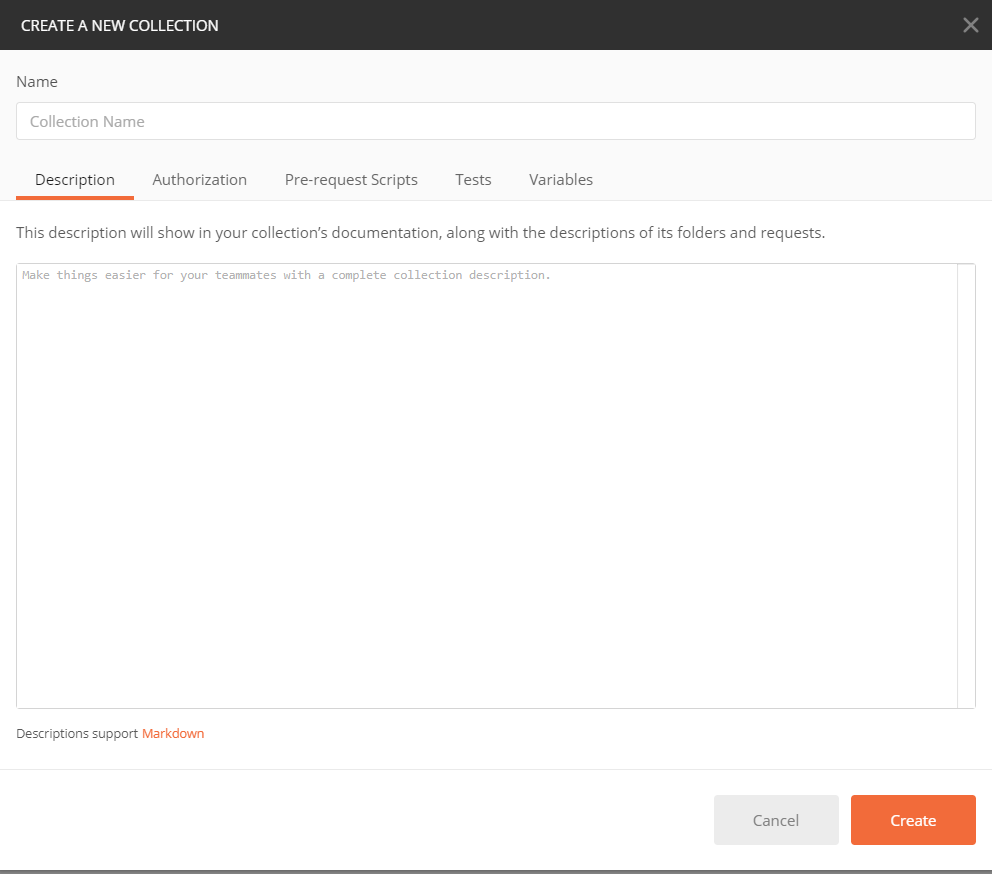 CREATE A NEW COLLECTION
Name
Collection Name
Description Authorization Pre-request Scripts Tests Variables
This description will show in your collection’s documentation, along with the descriptions of its folders and requests.
Make things easier for your teammates with a complete collection description.
Descriptions support Markdown
Cancel Create